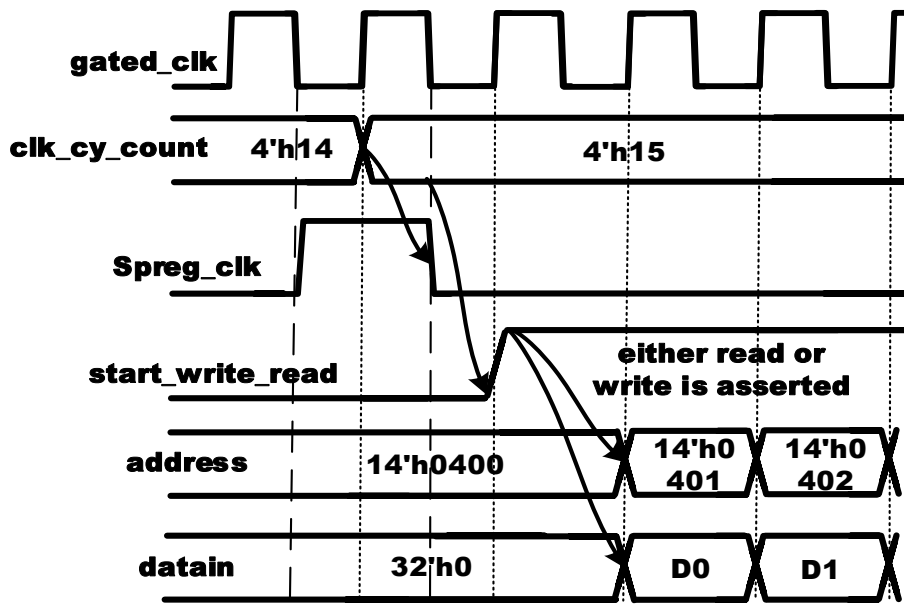 gated_clk
clk_cy_count
4'h14
4'h15
Spreg_clk
start_write_read
either read or
write is asserted
address
14'h0400
14'h0
401
14'h0
402
datain
32'h0
D0
D1